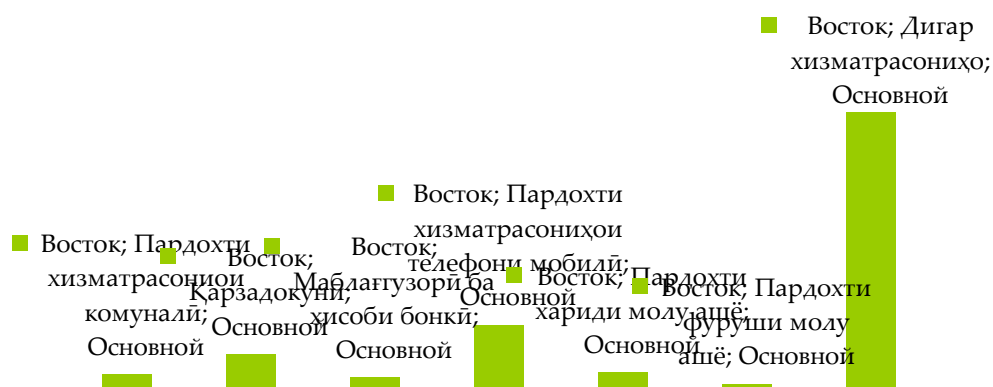 Восток; Дигар
хизматрасониҳо;
Основной
Восток; Пардохти
хизматрасониҳои
телефони мобилӣ;
Основной
Восток; Пардохти
хизматрасониои
комуналӣ;
Основной
Восток;
Қарзадокунӣ;
Основной
Восток;
Маблағгузорӣ ба
ҳисоби бонкӣ;
Основной
Восток; Пардохти
хариди молу ашё;
Основной
Восток; Пардохти
фурӯши молу
ашё; Основной